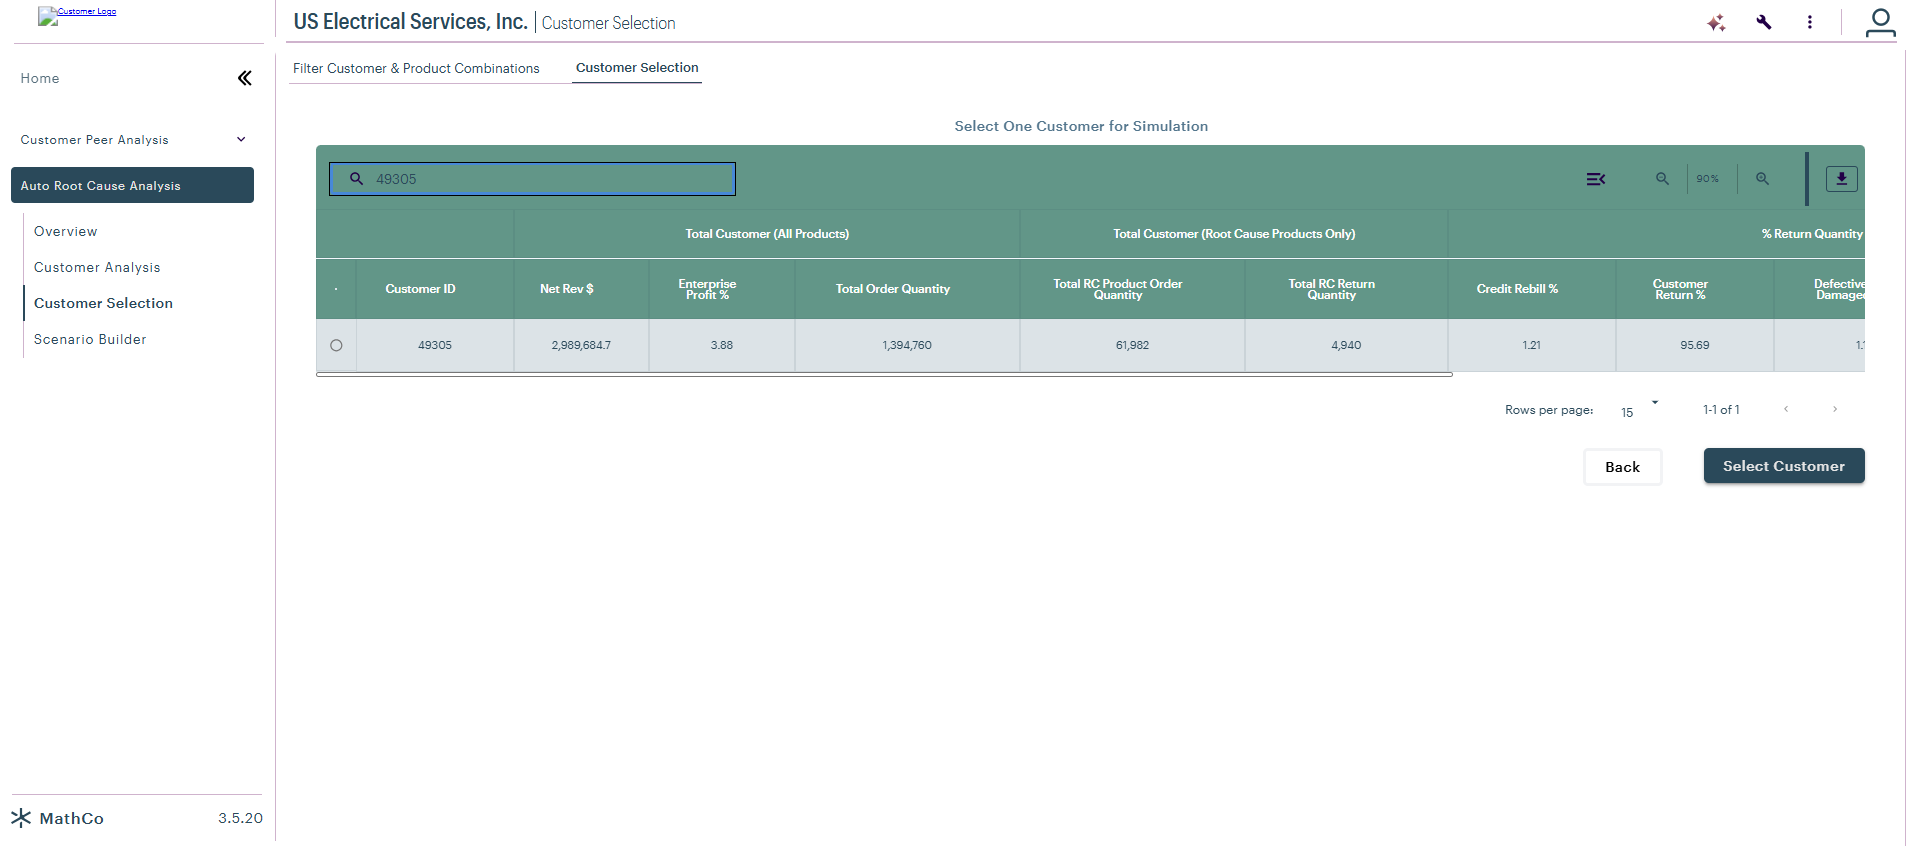 Customer Logo
US Electrical Services, Inc. Customer Selection
Home
Customer Peer Analysis
Auto Root Cause Analysis
Overview
Customer Analysis
Customer Selection
Scenario Builder
MathCo 3.5.20
Filter Customer & Product Combinations Customer Selection
Select One Customer for Simulation
49305
90%
Total Customer (All Products) Total Customer (Root Cause Products Only) % Return Quantity
Customer ID Net Rev $ Enterprise Profit % Total Order Quantity Total RC Product Order Quantity Total RC Return Quantity Credit Rebill % Customer Return %
49305 2,989,684.7 3.88 1,394,760 61,982 4,940 1.21 95.69
Rows per page: 15 1-1 of 1
Back Select Customer